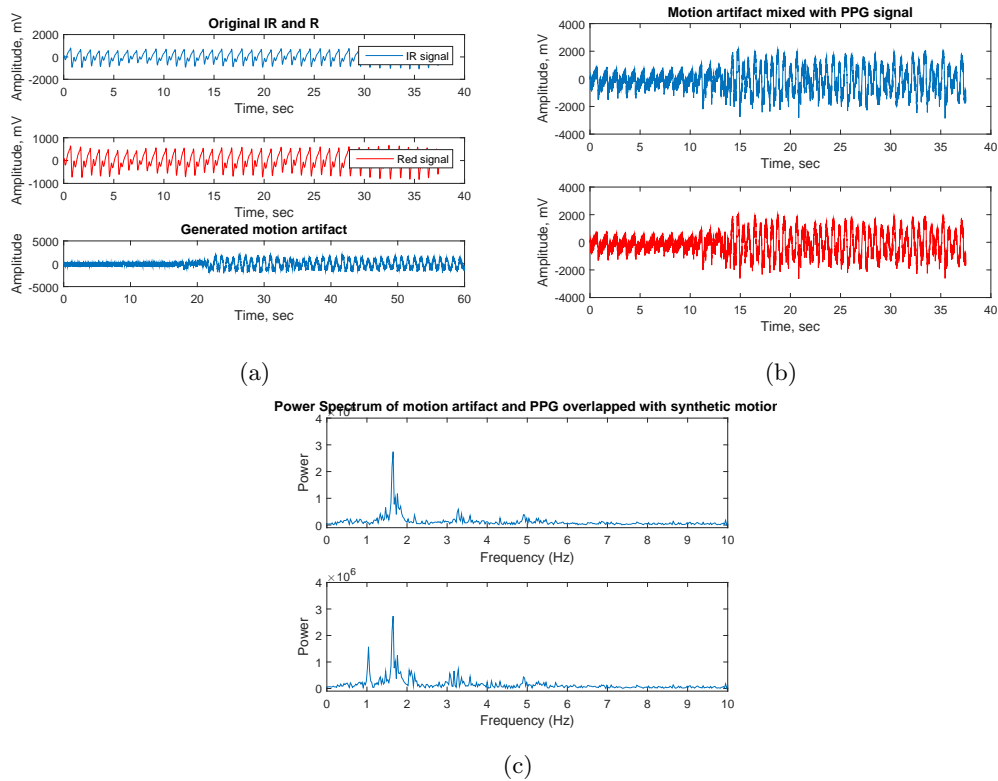 Original IR and R
2000
0
-2000
Amplitude, mV
IR signal
0 5 10 15 20 25 30 35 40
Time, sec
1000
0
-1000
Amplitude, mV
Red signal
0 5 10 15 20 25 30 35 40
Time, sec
Generated motion artifact
5000
0
-5000
Amplitude
0 10 20 30 40 50 60
Time, sec
(a)
Motion artifact mixed with PPG signal
4000
2000
0
-2000
-4000
Amplitude, mV
0 5 10 15 20 25 30 35 40
Time, sec
4000
2000
0
-2000
-4000
Amplitude, mV
0 5 10 15 20 25 30 35 40
Time, sec
(b)
Power Spectrum of motion artifact and PPG overlapped with synthetic motior
4
3
2
1
0
Power
0 1 2 3 4 5 6 7 8 9 10
Frequency (Hz)
×10^6
4
3
2
1
0
Power
0 1 2 3 4 5 6 7 8 9 10
Frequency (Hz)
(c)